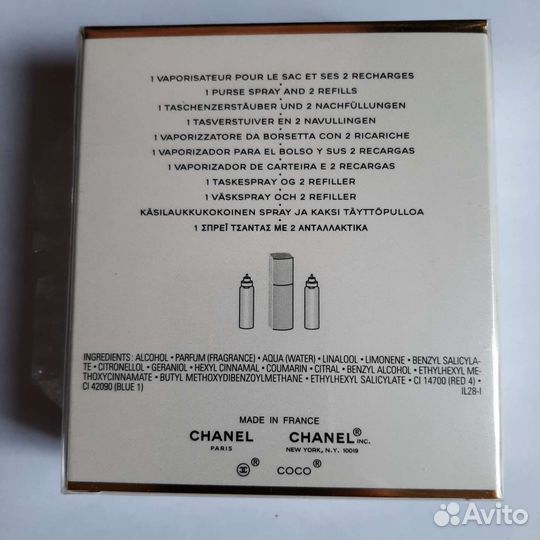 1 VAPORISATEUR POUR LE SAC ET SES 2 RECHARGES
1 PURSE SPRAY AND 2 REFILLS
1 TASCHENZERSTÄUBER UND 2 NACHFÜLLUNGEN
1 TASVERSTUIVER EN 2 NAVULLINGEN
1 VAPORIZZATORE DA BORSETTA CON 2 RICARICHE
1 VAPORIZADOR PARA EL BOLSO Y SUS 2 RECARGAS
1 VAPORIZADOR DE CARTEIRA E 2 RECARGAS
1 TASKESPRAY OG 2 REFILLER
1 VÄSKSPRAY OCH 2 REFILLER
KÄSILAUKKUKOKOINEN SPRAY JA KAKSI TÄYTTÖPULLOA
1 ΣΠΡΕΪ ΤΣΑΝΤΑΣ ΜΕ 2 ΑΝΤΑΛΛΑΚΤΙΚΑ
INGREDIENTS: ALCOHOL • PARFUM (FRAGRANCE) • AQUA (WATER) • LINALOOL • LIMONENE • BENZYL SALICYLA-
TE • CITRONELLOL • GERANIOL • HEXYL CINNAMAL • COUMARIN • CITRAL • BENZYL ALCOHOL • ETHYLHEXYL ME-
THOXYCINNAMATE • BUTYL METHOXYDIBENZOYLMETHANE • ETHYLHEXYL SALICYLATE • CI 14700 (RED 4) •
CI 42090 (BLUE 1) IL28-I
MADE IN FRANCE
CHANEL CHANEL® INC.
PARIS NEW YORK, N.Y. 10019
® COCO®
Avito